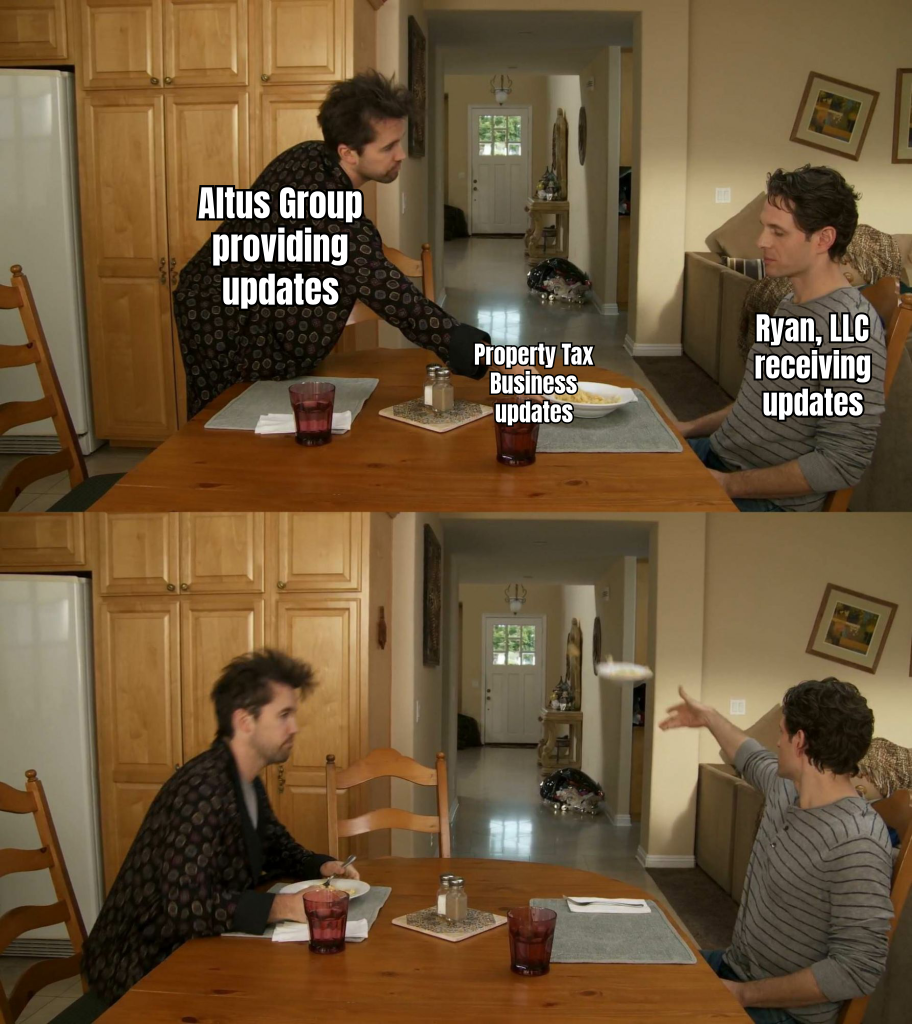 Altus Group
providing
updates
Property Tax
Business
updates
Ryan, LLC
receiving
updates